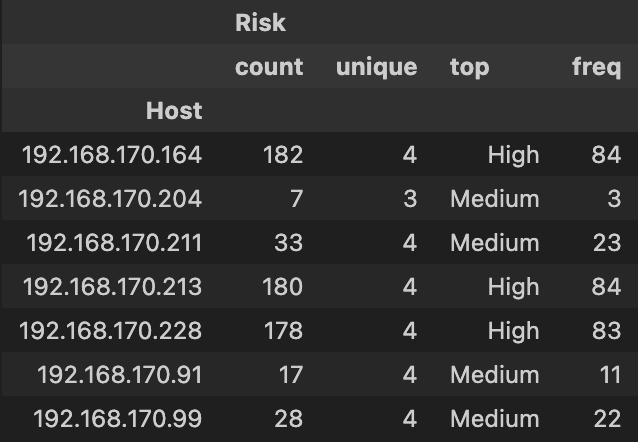 Risk
count unique top freq
Host
192.168.170.164 182 4 High 84
192.168.170.204 7 3 Medium 3
192.168.170.211 33 4 Medium 23
192.168.170.213 180 4 High 84
192.168.170.228 178 4 High 83
192.168.170.91 17 4 Medium 11
192.168.170.99 28 4 Medium 22